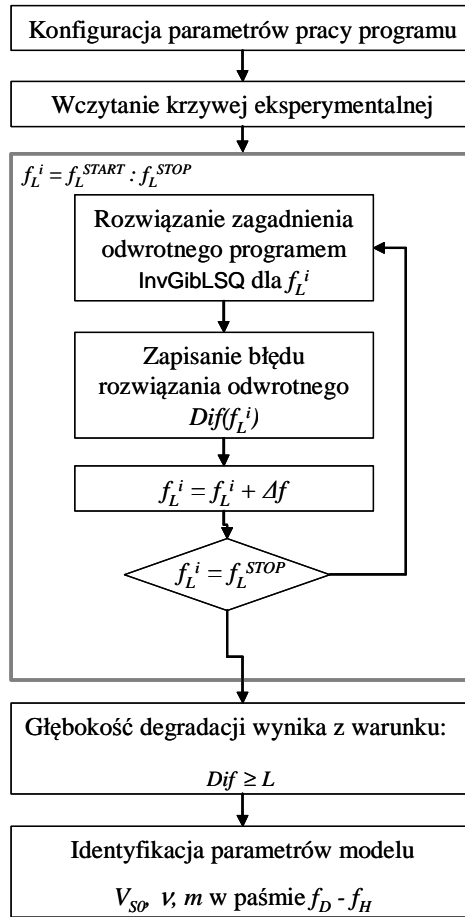 Konfiguracja parametrów pracy programu
Wczytanie krzywej eksperymentalnej
f_L^i = f_L^START : f_L^STOP
Rozwiązanie zagadnienia
odwrotnego programem
InvGibLSQ dla f_L^i
Zapisanie błędu
rozwiązania odwrotnego
Dif(f_L^i)
f_L^i = f_L^i + Δf
f_L^i = f_L^STOP
Głębokość degradacji wynika z warunku:
Dif ≥ L
Identyfikacja parametrów modelu
V_S0, ν, m w paśmie f_D - f_H